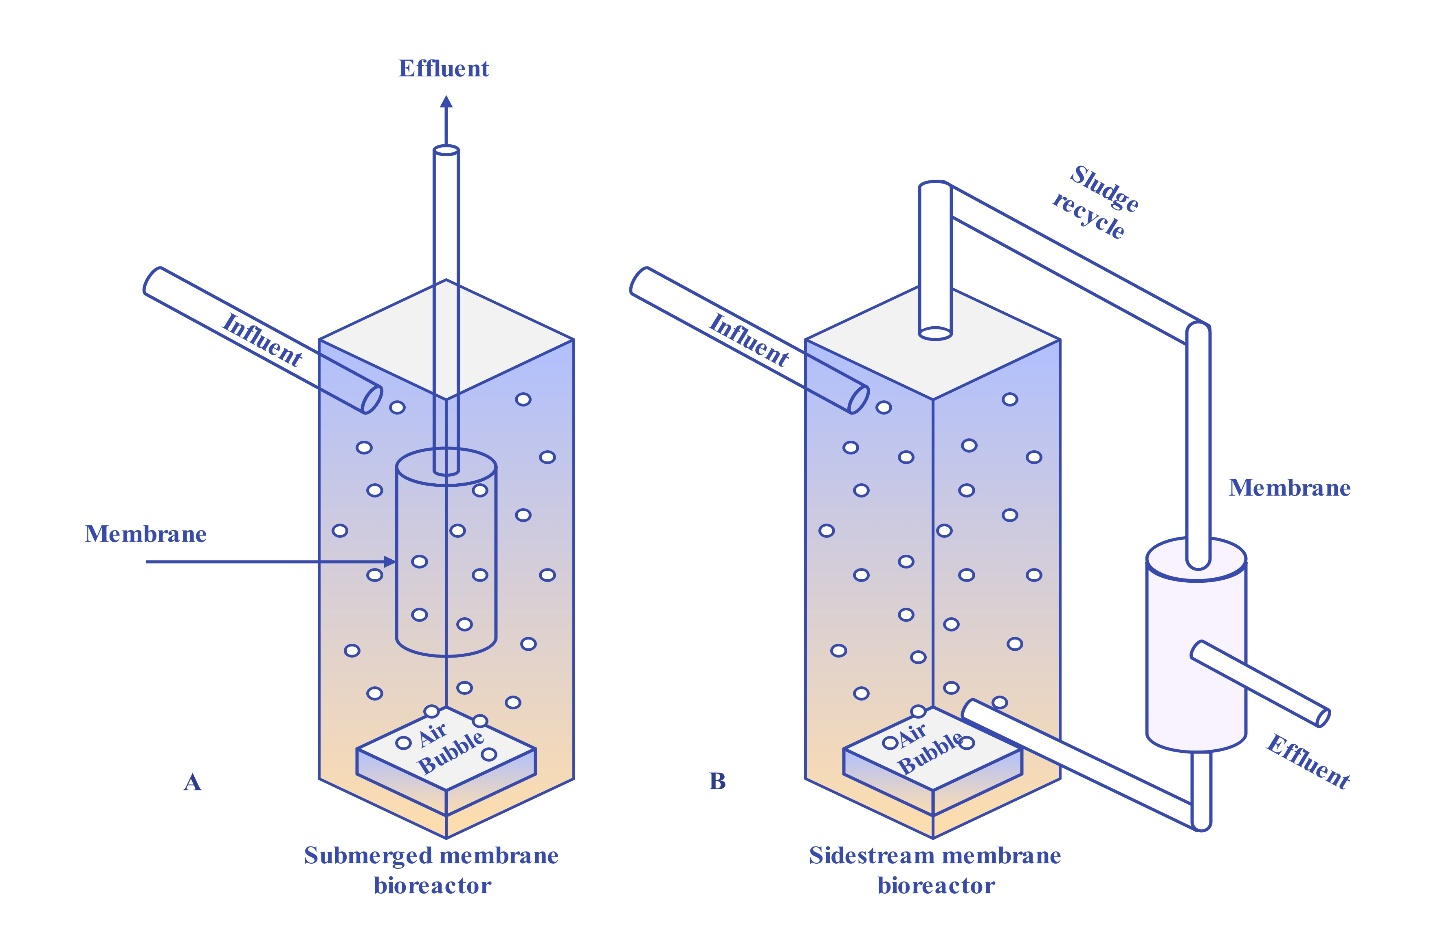 Effluent
Influent
Membrane
Air
Bubble
A
Submerged membrane
bioreactor
Sludge
recycle
Influent
Membrane
Air
Bubble
Effluent
B
Sidestream membrane
bioreactor